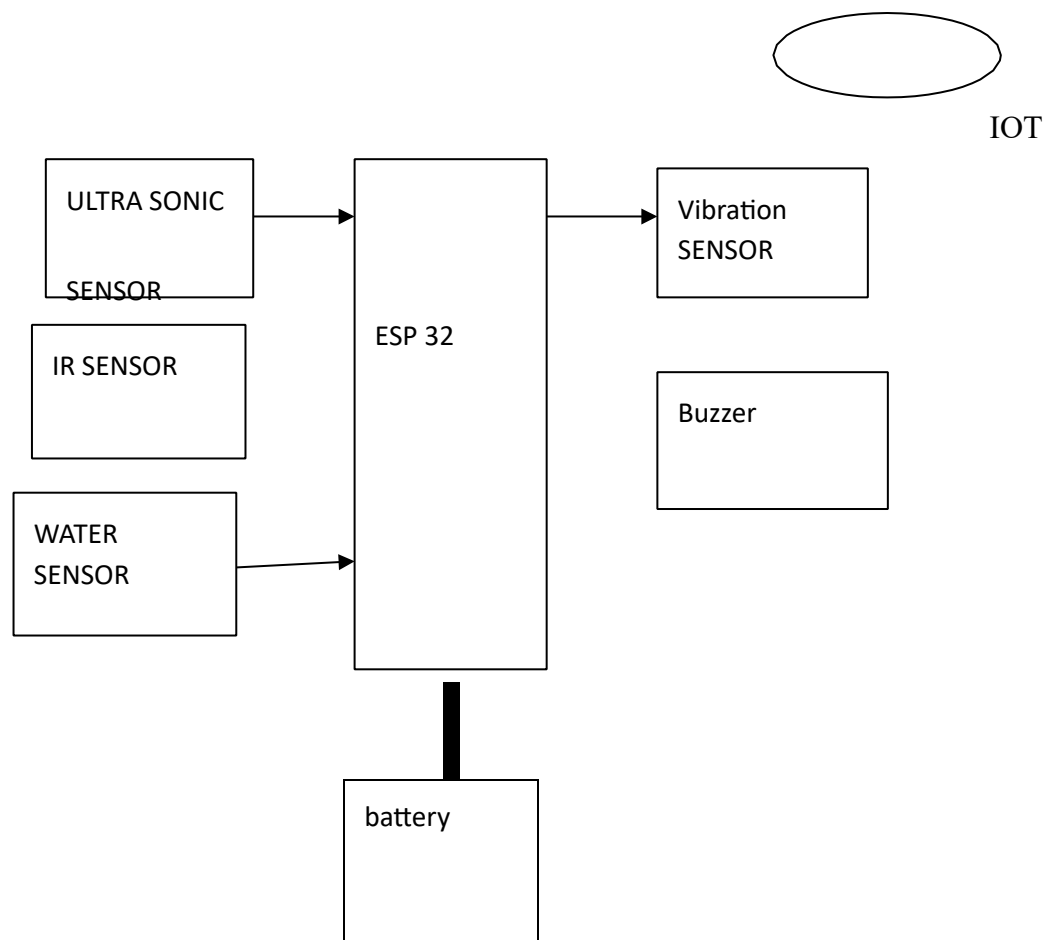 IOT
ULTRA SONIC
SENSOR
Vibration
SENSOR
ESP 32
IR SENSOR
Buzzer
WATER
SENSOR
battery